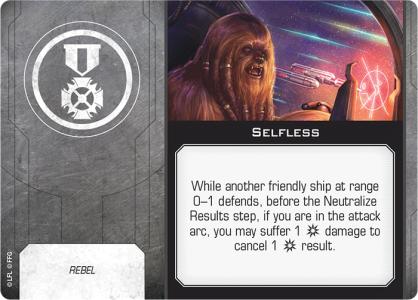 SELFLESS
While another friendly ship at range
0–1 defends, before the Neutralize
Results step, if you are in the attack
arc, you may suffer 1 damage to
cancel 1 result.
REBEL
© LFL © FFG